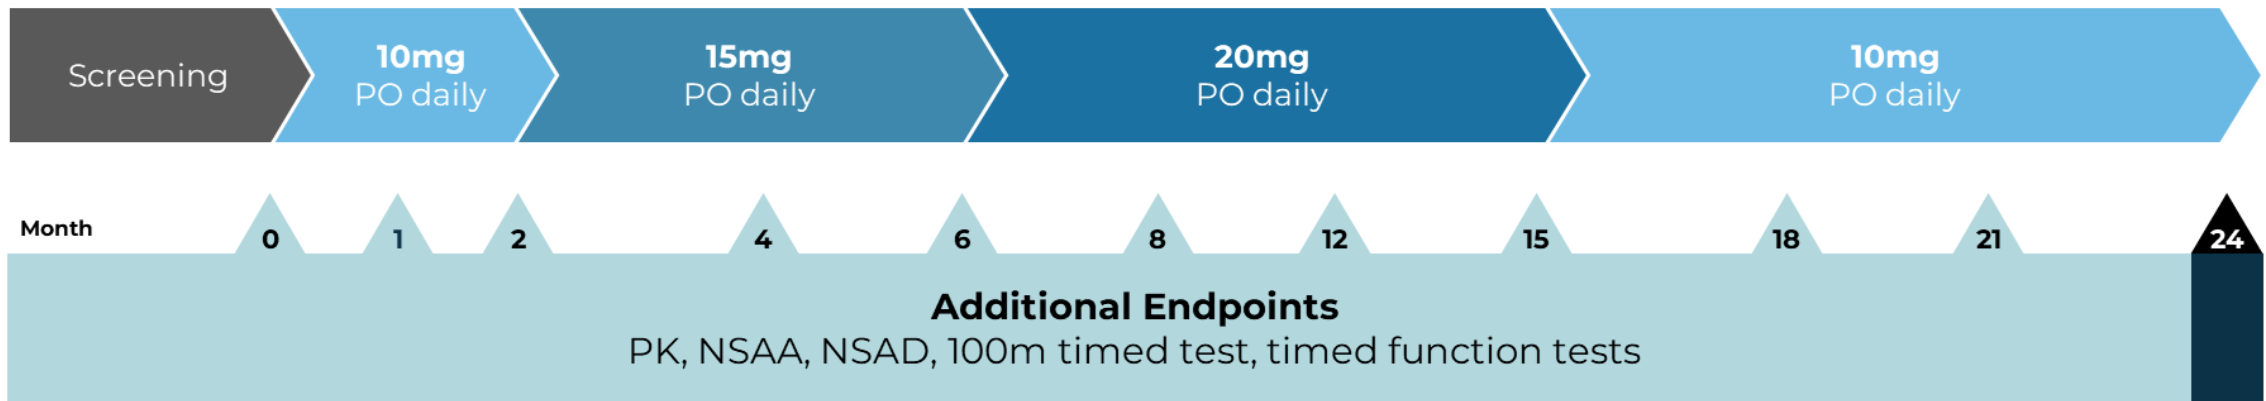 Screening
10mg
PO daily
15mg
PO daily
20mg
PO daily
10mg
PO daily
Month
0
1
2
4
6
8
12
15
18
21
24
Additional Endpoints
PK, NSAA, NSAD, 100m timed test, timed function tests